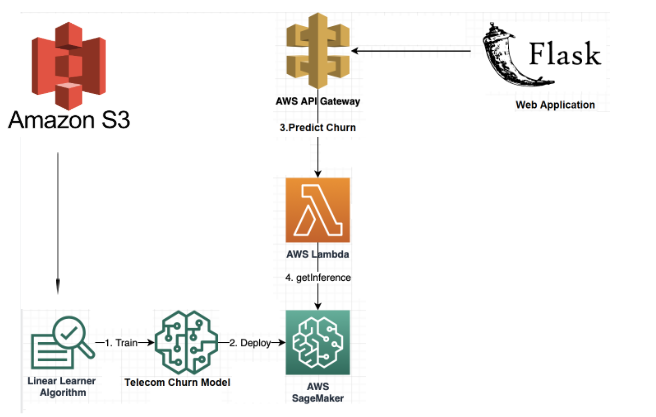 Flask
Web Application
Amazon S3
AWS API Gateway
3.Predict Churn
AWS Lambda
4. getInference
1. Train
2. Deploy
Linear Learner
Algorithm
Telecom Churn Model
AWS
SageMaker